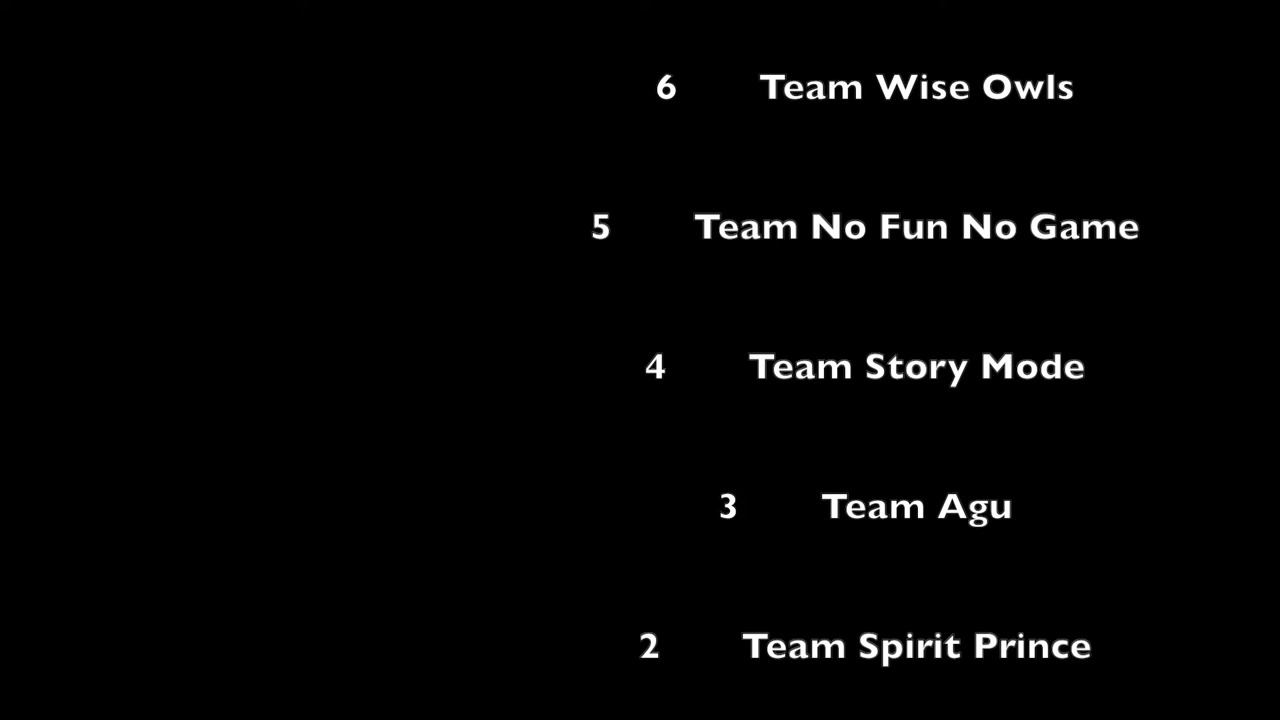 6 Team Wise Owls
5 Team No Fun No Game
4 Team Story Mode
3 Team Agu
2 Team Spirit Prince